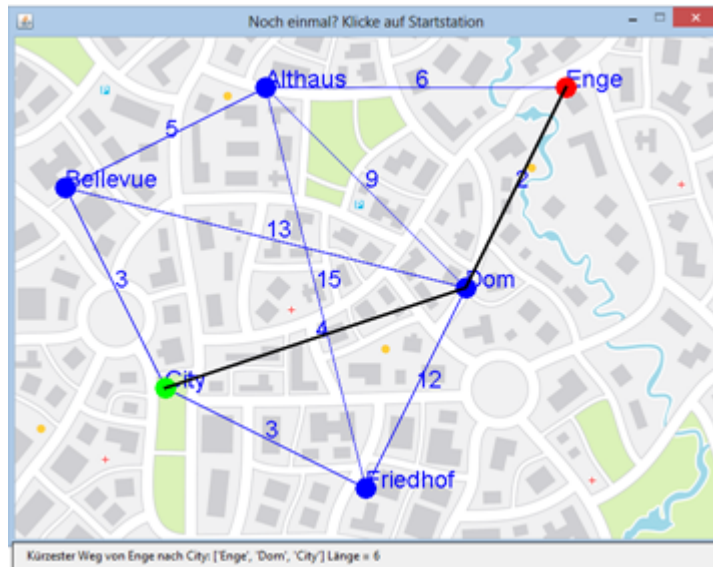 Noch einmal? Klicke auf Startstation
Althaus
6
Enge
5
Bellevue
9
2
13
3
15
Dom
4
City
12
3
Friedhof
Kürzester Weg von Enge nach City: ['Enge', 'Dom', 'City'] Länge = 6